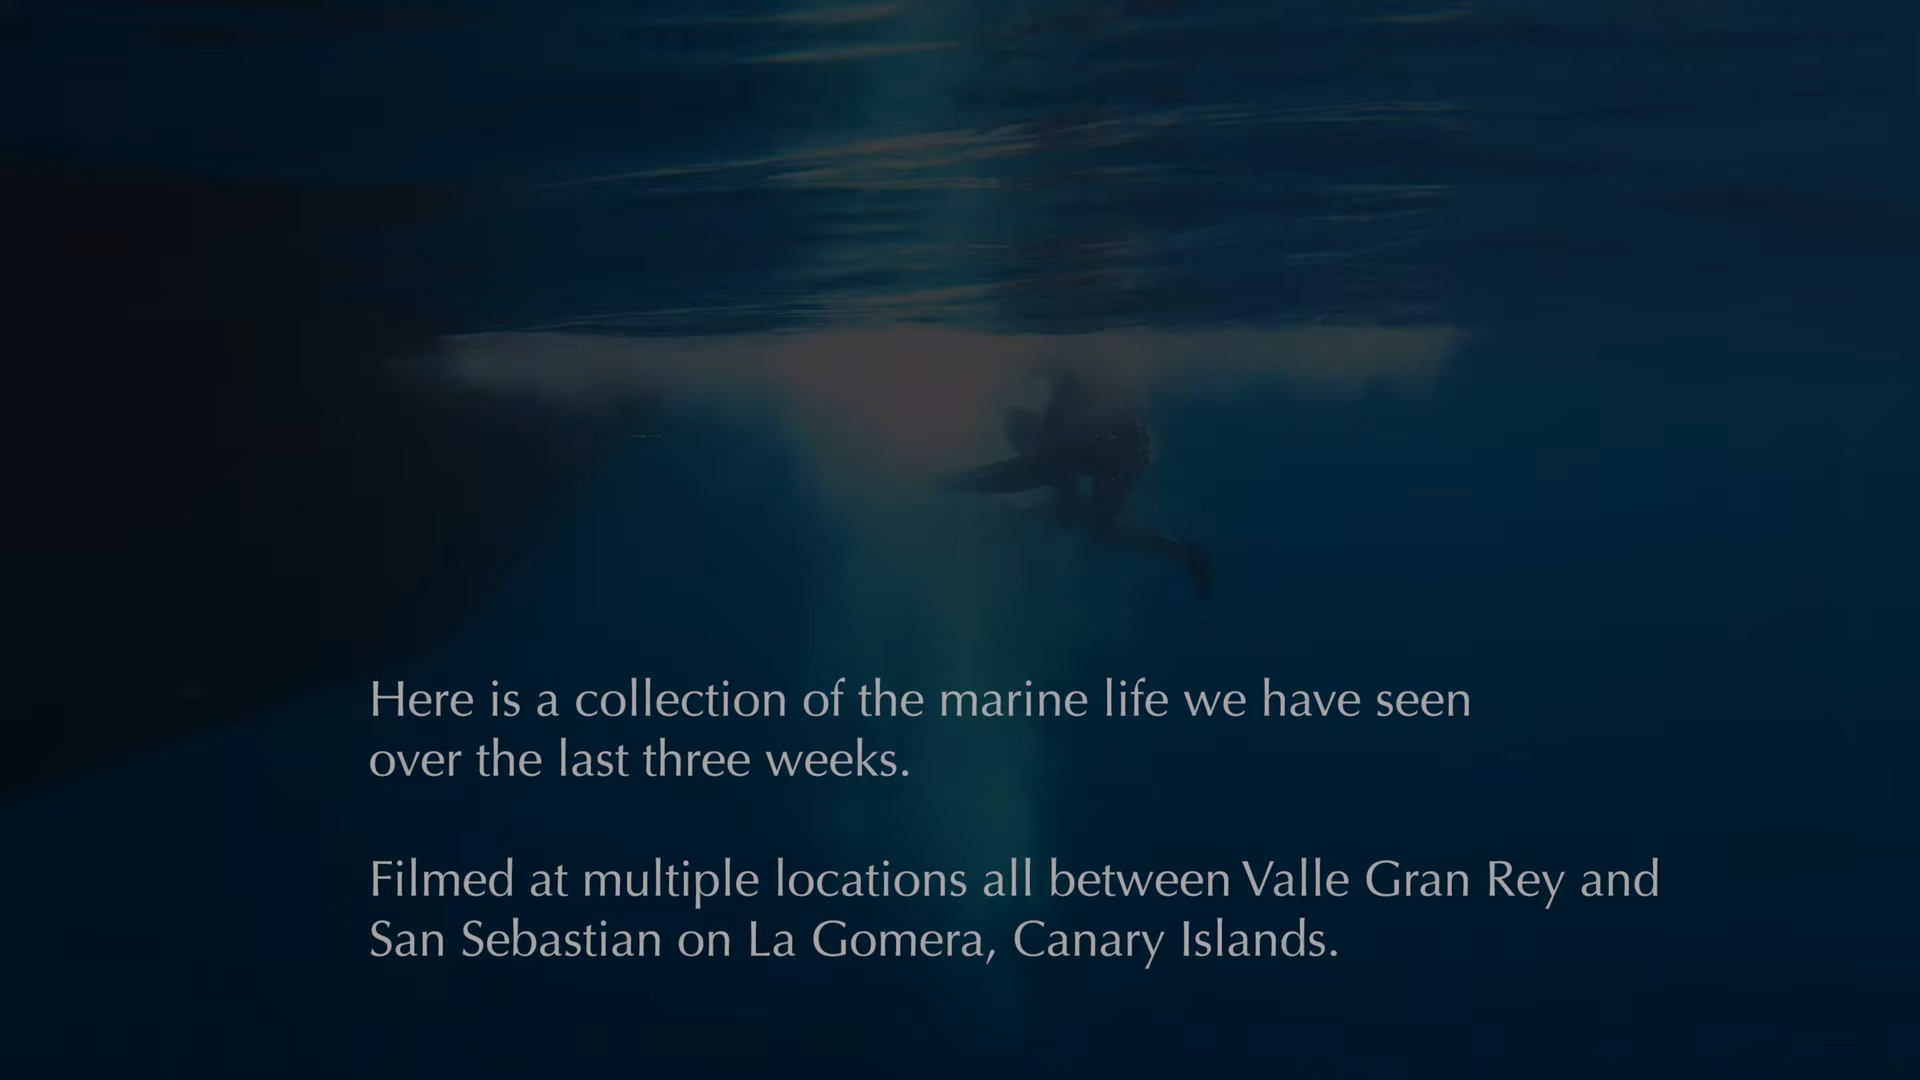 Here is a collection of the marine life we have seen
over the last three weeks.
Filmed at multiple locations all between Valle Gran Rey and
San Sebastian on La Gomera, Canary Islands.